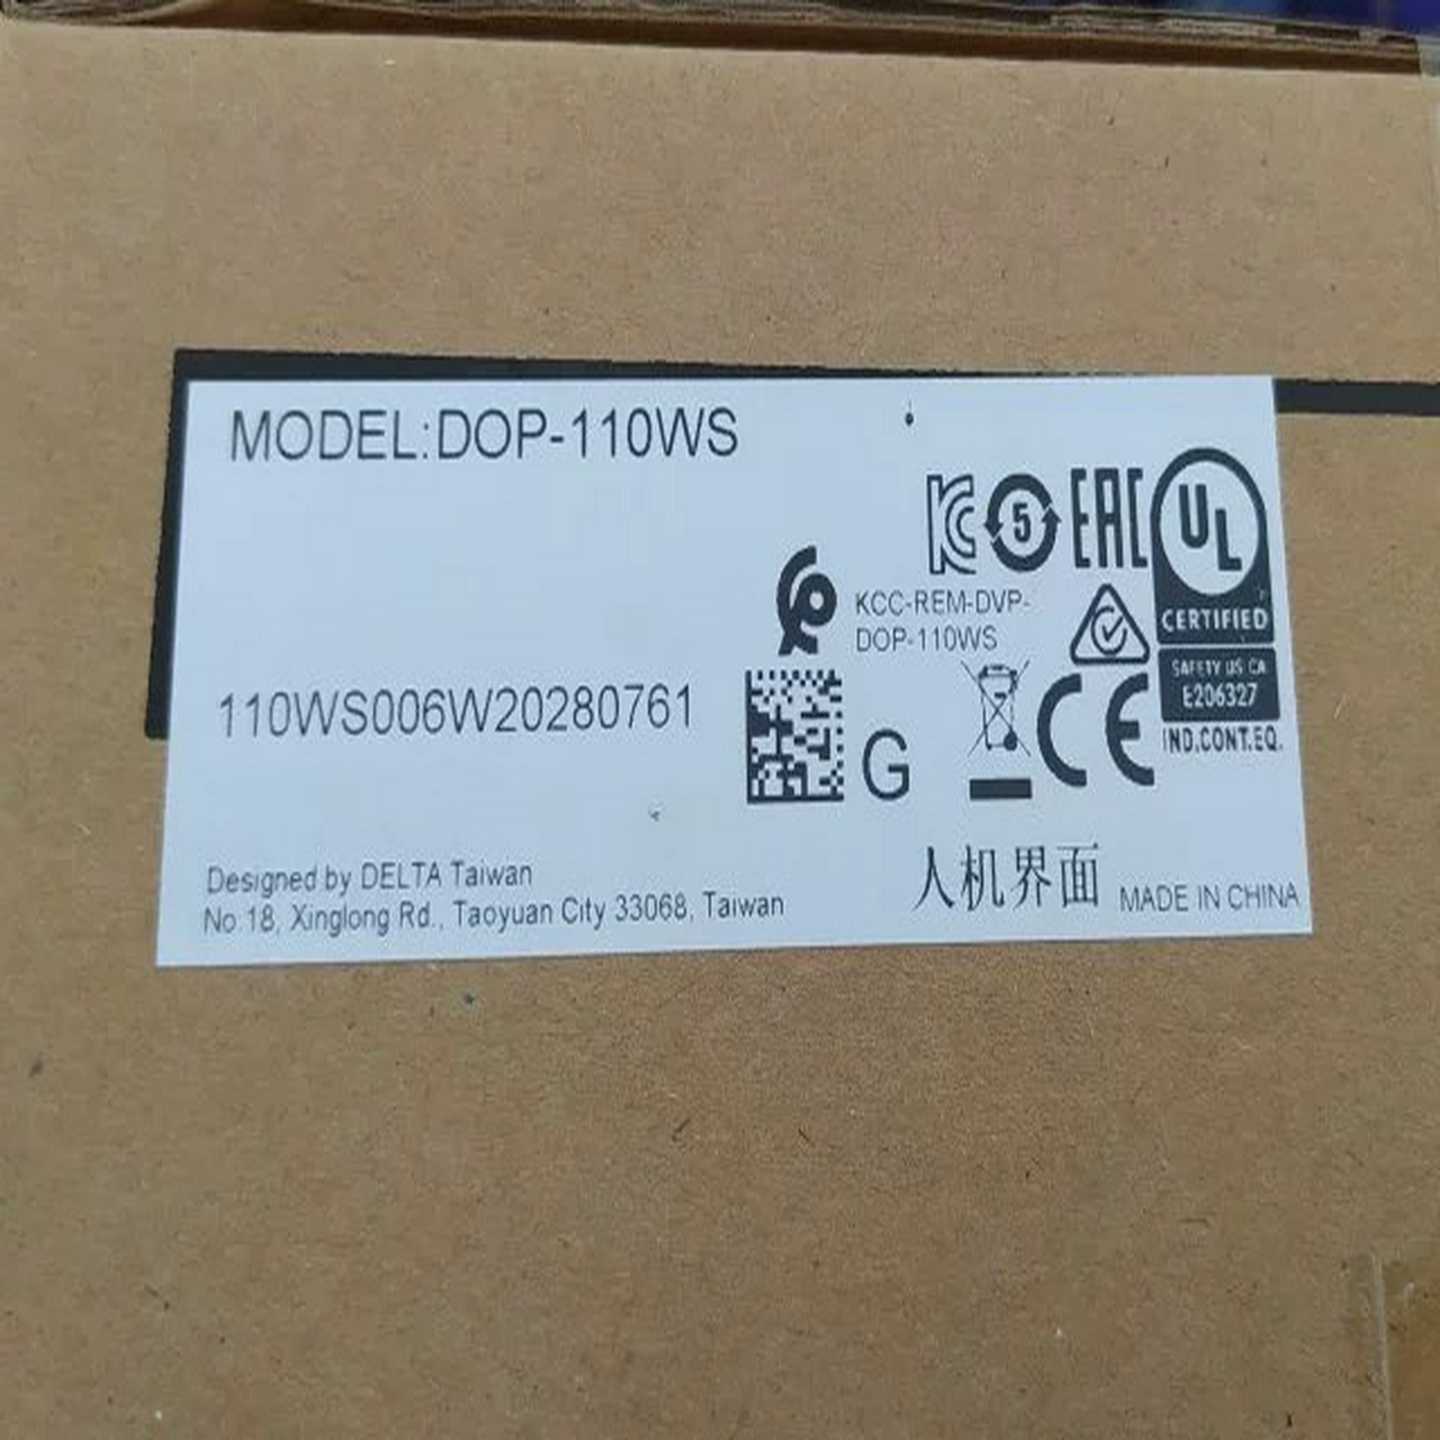 MODEL:DOP-110WS
KC 5 EAC UL
CERTIFIED
SAFETY US CA
E206327
IND.CONT.EQ.
KCC-REM-DVP-
DOP-110WS
110WS006W20280761
G
CE
Designed by DELTA Taiwan
No.18, Xinglong Rd., Taoyuan City 33068, Taiwan
人机界面 MADE IN CHINA